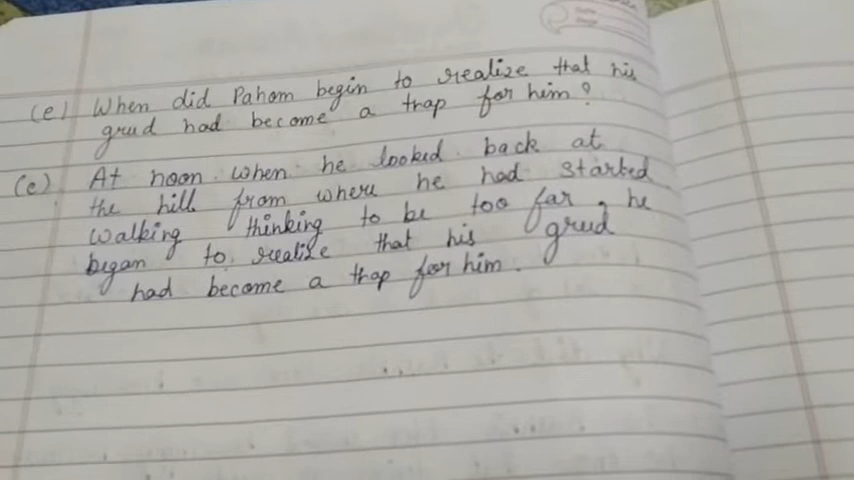 (e) When did Pahom begin to realize that his
grud had become a trap for him?
(e) At noon when he looked back at
the hill from where he had started
walking thinking to be too far, he
began to realize that his grud
had become a trap for him.